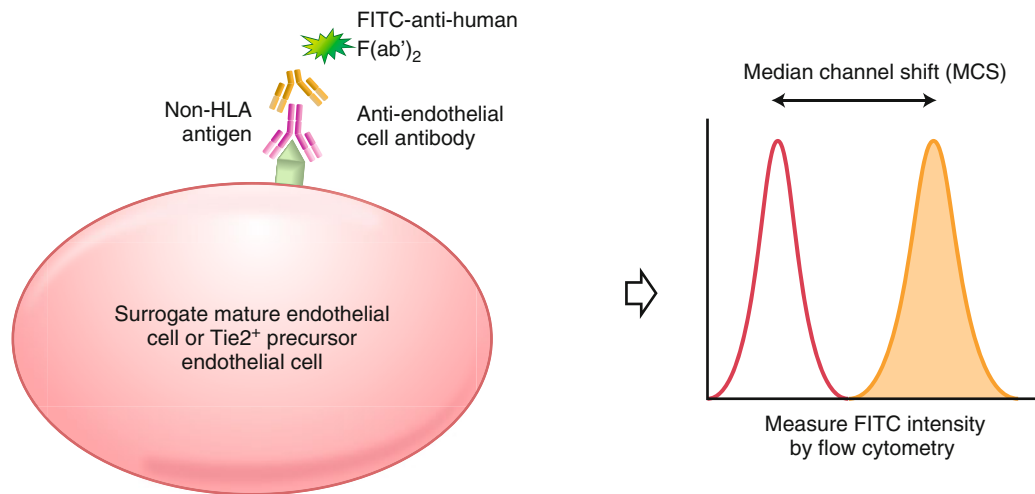 FITC-anti-human
F(ab’)₂
Non-HLA
antigen
Anti-endothelial
cell antibody
Surrogate mature endothelial
cell or Tie2⁺ precursor
endothelial cell
Median channel shift (MCS)
Measure FITC intensity
by flow cytometry